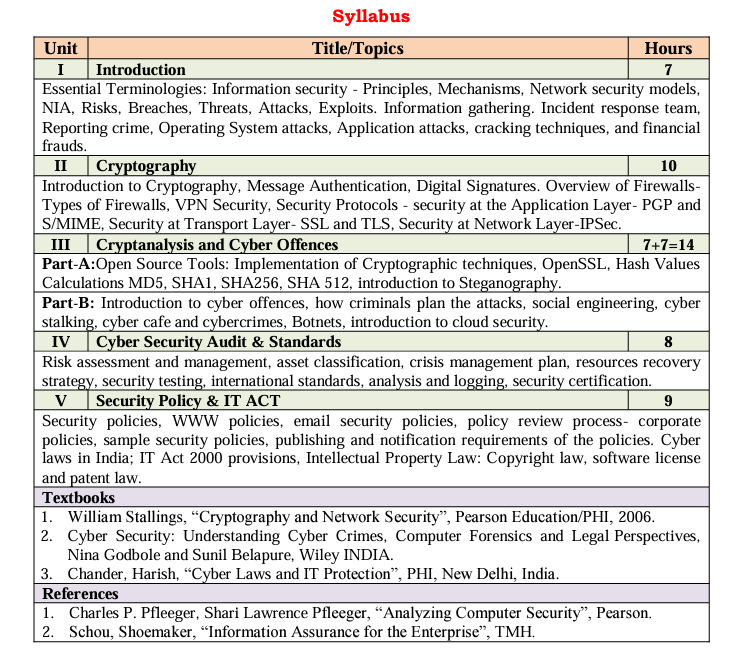 Syllabus
Unit Title/Topics Hours
I Introduction 7
Essential Terminologies: Information security - Principles, Mechanisms, Network security models,
NIA, Risks, Breaches, Threats, Attacks, Exploits. Information gathering. Incident response team,
Reporting crime, Operating System attacks, Application attacks, cracking techniques, and financial
frauds.
II Cryptography 10
Introduction to Cryptography, Message Authentication, Digital Signatures. Overview of Firewalls-
Types of Firewalls, VPN Security, Security Protocols - security at the Application Layer- PGP and
S/MIME, Security at Transport Layer- SSL and TLS, Security at Network Layer-IPSec.
III Cryptanalysis and Cyber Offences 7+7=14
Part-A:Open Source Tools: Implementation of Cryptographic techniques, OpenSSL, Hash Values
Calculations MD5, SHA1, SHA256, SHA 512, introduction to Steganography.
Part-B: Introduction to cyber offences, how criminals plan the attacks, social engineering, cyber
stalking, cyber cafe and cybercrimes, Botnets, introduction to cloud security.
IV Cyber Security Audit & Standards 8
Risk assessment and management, asset classification, crisis management plan, resources recovery
strategy, security testing, international standards, analysis and logging, security certification.
V Security Policy & IT ACT 9
Security policies, WWW policies, email security policies, policy review process- corporate
policies, sample security policies, publishing and notification requirements of the policies. Cyber
laws in India; IT Act 2000 provisions, Intellectual Property Law: Copyright law, software license
and patent law.
Textbooks
1. William Stallings, “Cryptography and Network Security”, Pearson Education/PHI, 2006.
2. Cyber Security: Understanding Cyber Crimes, Computer Forensics and Legal Perspectives,
Nina Godbole and Sunil Belapure, Wiley INDIA.
3. Chander, Harish, “Cyber Laws and IT Protection”, PHI, New Delhi, India.
References
1. Charles P. Pfleeger, Shari Lawrence Pfleeger, “Analyzing Computer Security”, Pearson.
2. Schou, Shoemaker, “Information Assurance for the Enterprise”, TMH.